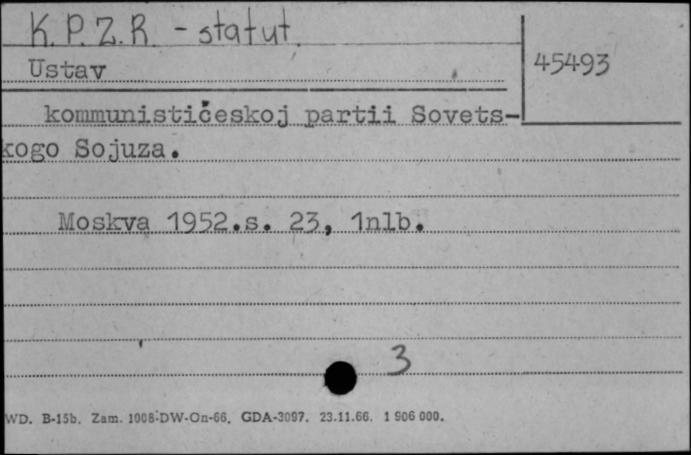 K. P. Z. R. - statut.
45493
Ustav
kommunističeskoj partii Sovets-
kogo Sojuza.
Moskva 1952.s. 23, 1nlb.
3
WD. B-15b. Zam. 1008-DW-On-66. GDA-3097. 23.11.66. 1 906 000.